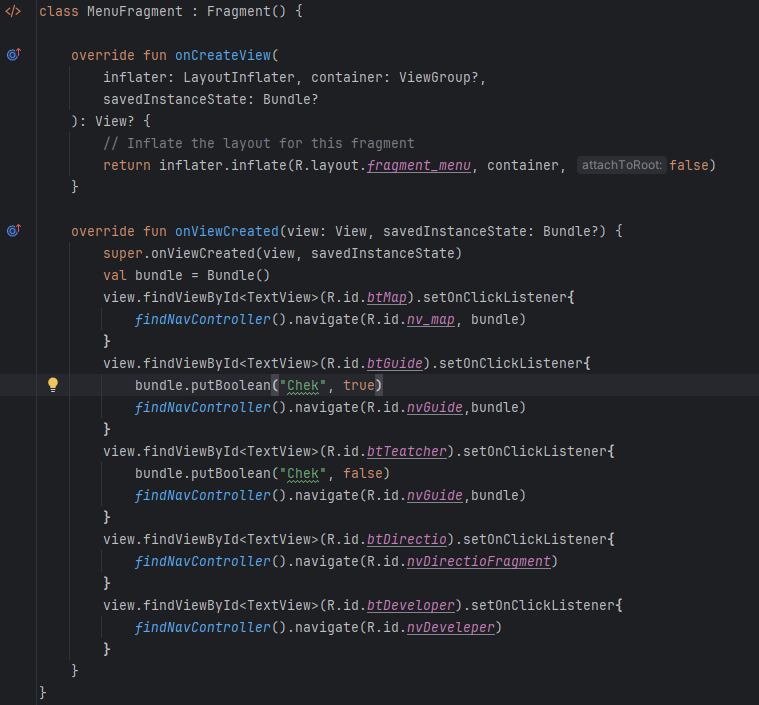 class MenuFragment : Fragment() {
override fun onCreateView(
inflater: LayoutInflater, container: ViewGroup?,
savedInstanceState: Bundle?
): View? {
// Inflate the layout for this fragment
return inflater.inflate(R.layout.fragment_menu, container, attachToRoot: false)
}
override fun onViewCreated(view: View, savedInstanceState: Bundle?) {
super.onViewCreated(view, savedInstanceState)
val bundle = Bundle()
view.findViewById<TextView>(R.id.btMap).setOnClickListener{
findNavController().navigate(R.id.nv_map, bundle)
}
view.findViewById<TextView>(R.id.btGuide).setOnClickListener{
bundle.putBoolean("Chek", true)
findNavController().navigate(R.id.nvGuide,bundle)
}
view.findViewById<TextView>(R.id.btTeatcher).setOnClickListener{
bundle.putBoolean("Chek", false)
findNavController().navigate(R.id.nvGuide,bundle)
}
view.findViewById<TextView>(R.id.btDirectio).setOnClickListener{
findNavController().navigate(R.id.nvDirectioFragment)
}
view.findViewById<TextView>(R.id.btDeveloper).setOnClickListener{
findNavController().navigate(R.id.nvDeveleper)
}
}
}